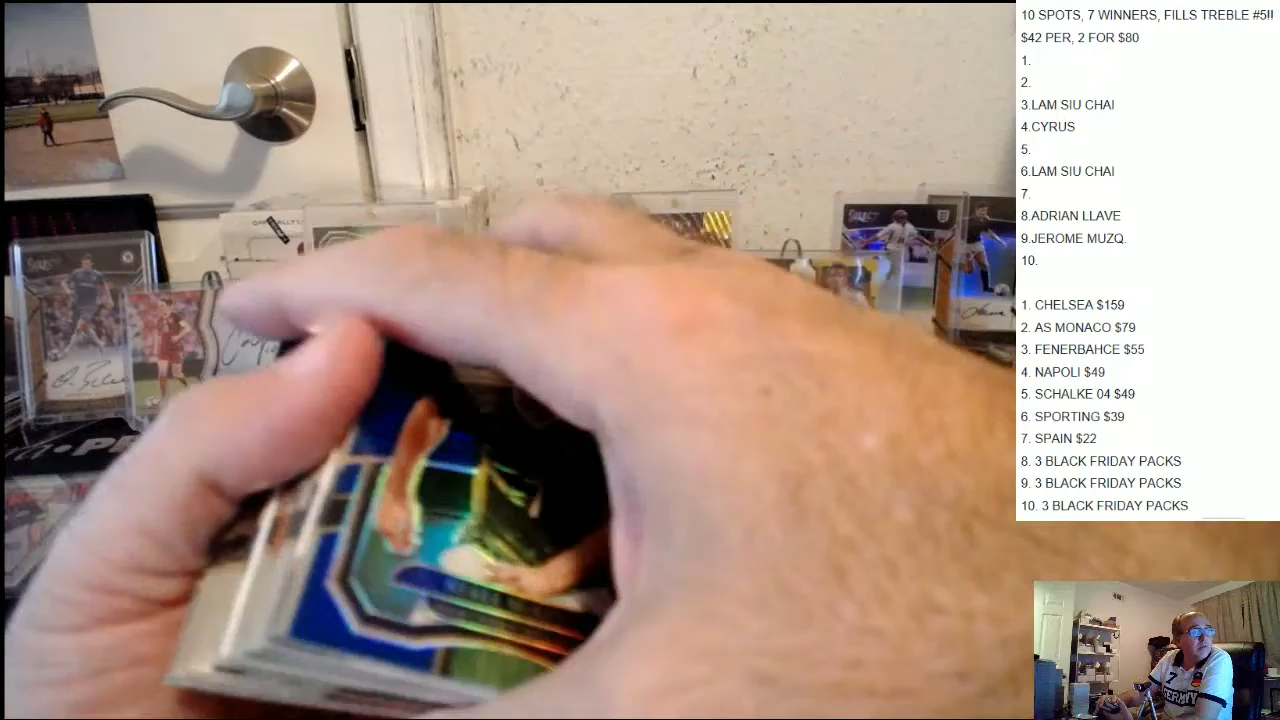 10 SPOTS, 7 WINNERS, FILLS TREBLE #5!!
$42 PER, 2 FOR $80
1.
2.
3.LAM SIU CHAI
4.CYRUS
5.
6.LAM SIU CHAI
7.
8.ADRIAN LLAVE
9.JEROME MUZQ.
10.
1. CHELSEA $159
2. AS MONACO $79
3. FENERBAHCE $55
4. NAPOLI $49
5. SCHALKE 04 $49
6. SPORTING $39
7. SPAIN $22
8. 3 BLACK FRIDAY PACKS
9. 3 BLACK FRIDAY PACKS
10. 3 BLACK FRIDAY PACKS
SELECT
7
GERMANY